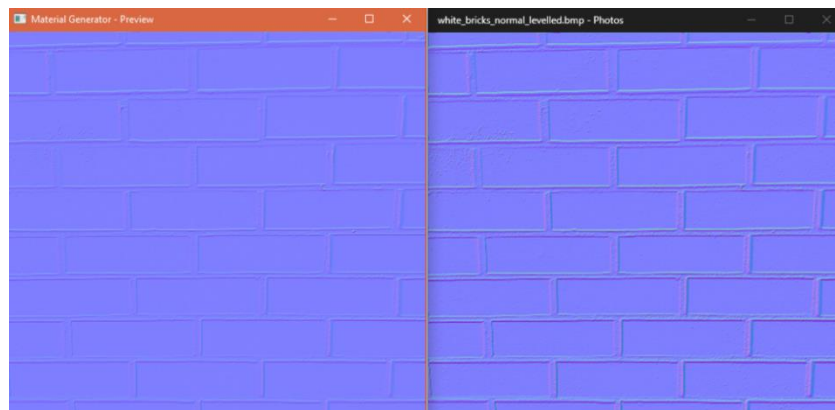 Material Generator - Preview
white_bricks_normal_levelled.bmp - Photos